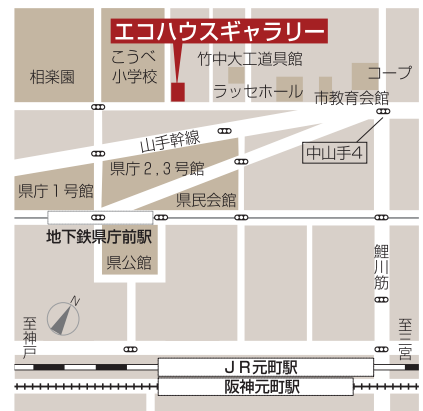 エコハウスギャラリー
相楽園
こうべ
小学校
竹中大工道具館
コープ
ラッセホール
市教育会館
山手幹線
中山手4
県庁2,3号館
県庁1号館
県民会館
地下鉄県庁前駅
県公館
鯉川筋
N
至神戸
至三宮
JR元町駅
阪神元町駅